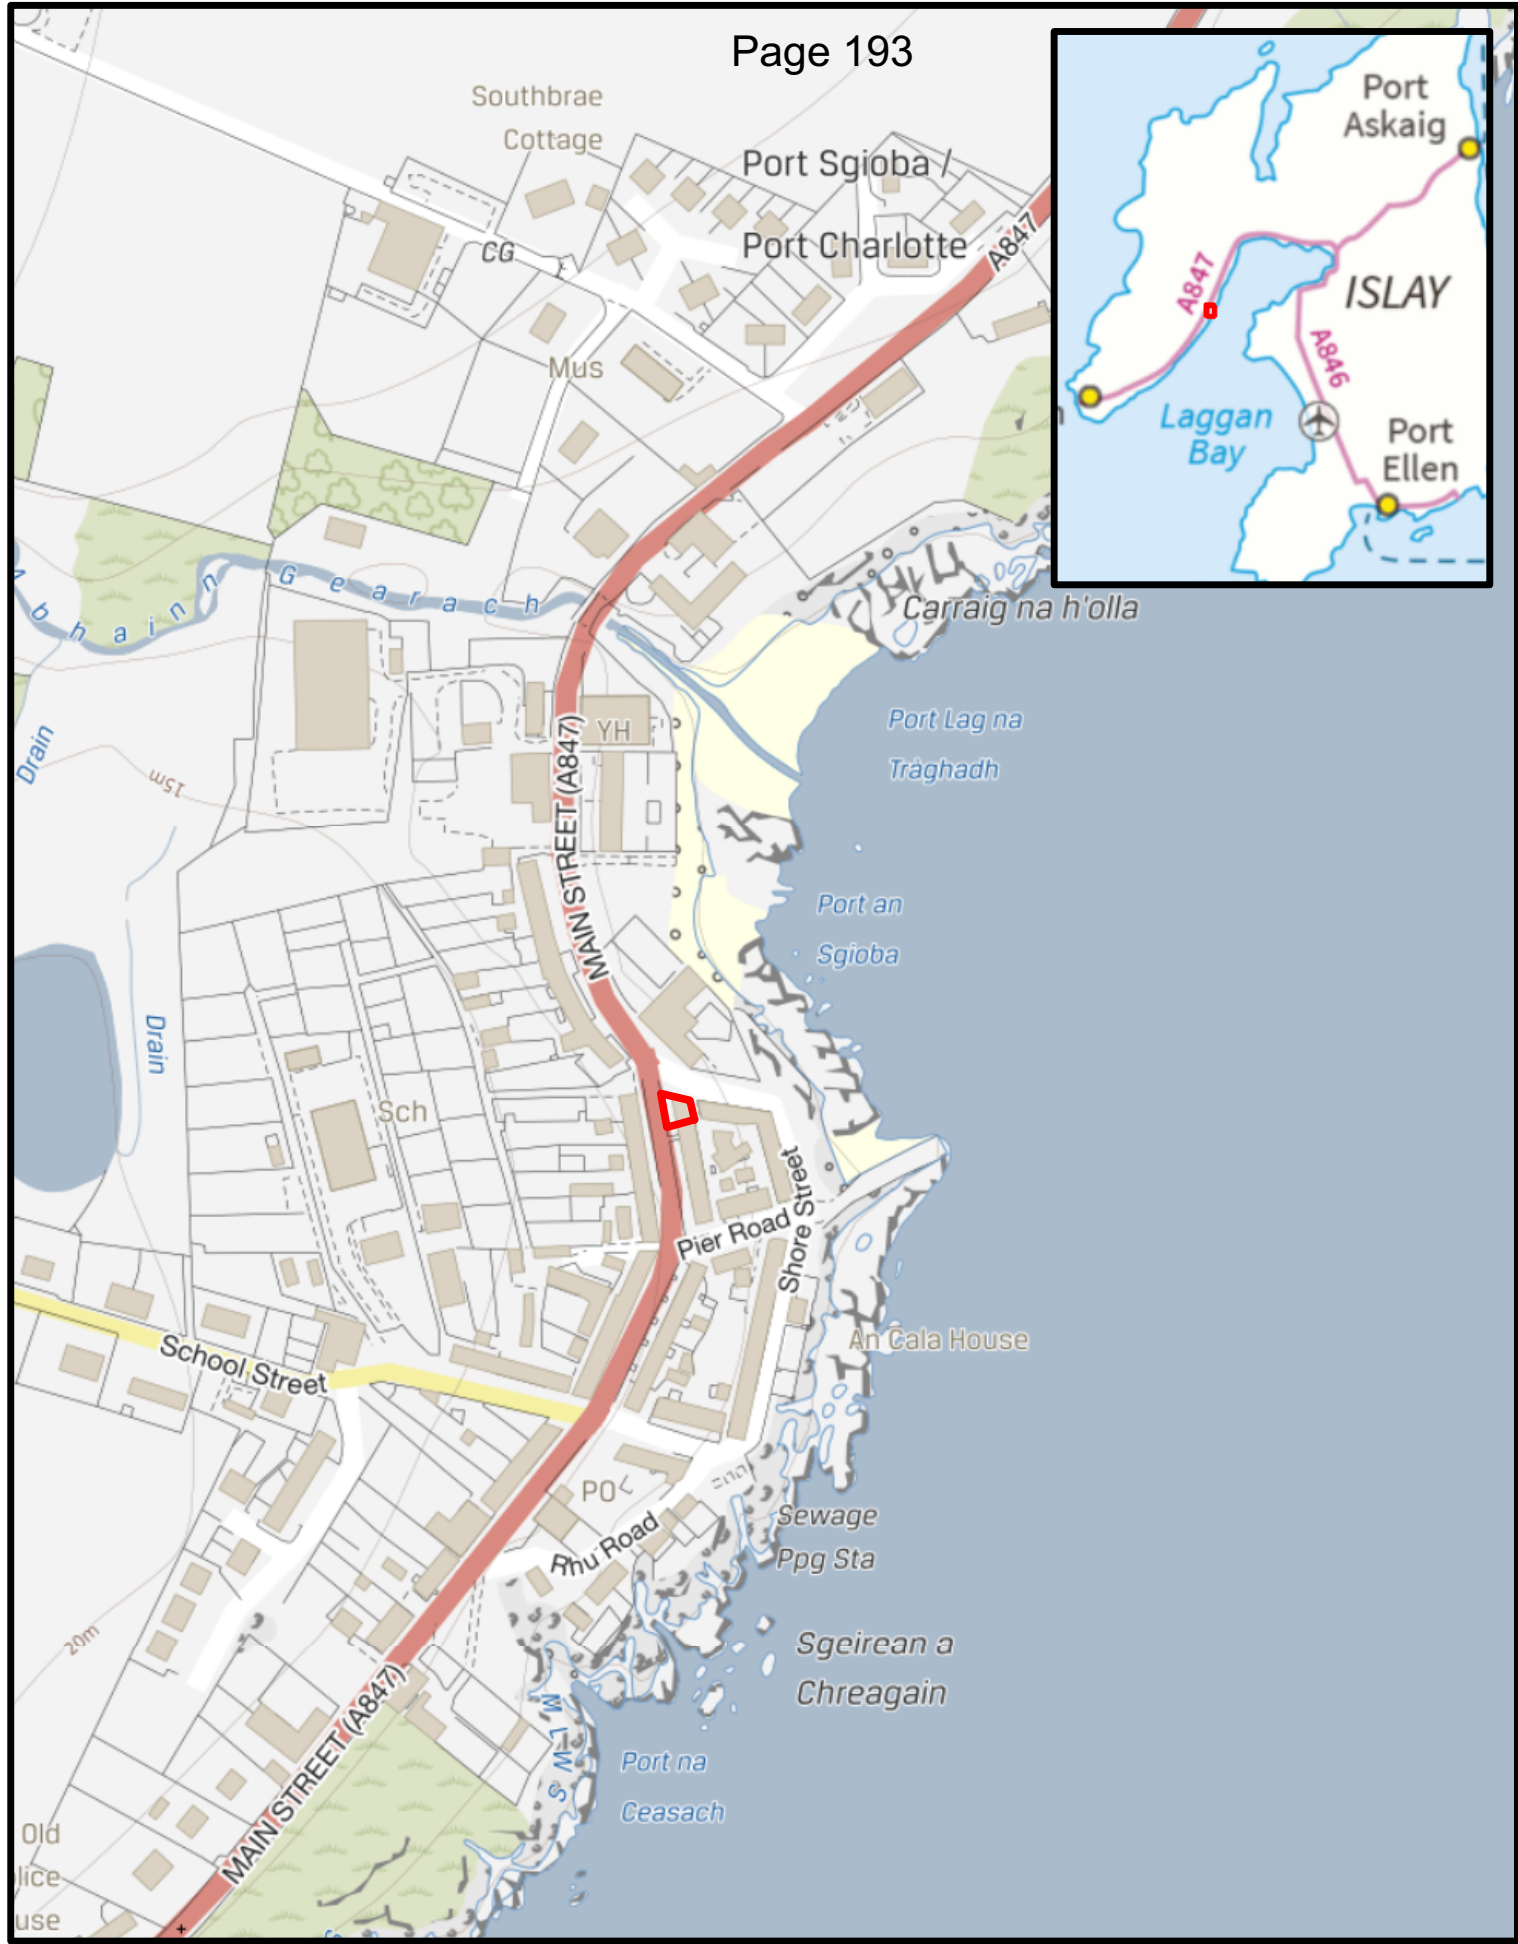 Page 193
Southbrae
Cottage
Port Sgioba /
Port Charlotte
A847
CG
Mus
Port
Askaig
A847
ISLAY
A846
Laggan
Bay
Port
Ellen
Abhainn Gearach
Carraig na h'olla
Drain
15m
YH
MAIN STREET (A847)
Port Lag na
Tràghadh
Port an
Sgioba
Drain
Sch
Shore Street
Pier Road
School Street
An Cala House
PO
Rhu Road
Sewage
Ppg Sta
20m
Sgeirean a
Chreagain
MLWS
Port na
Ceasach
MAIN STREET (A847)
Old
lice
use